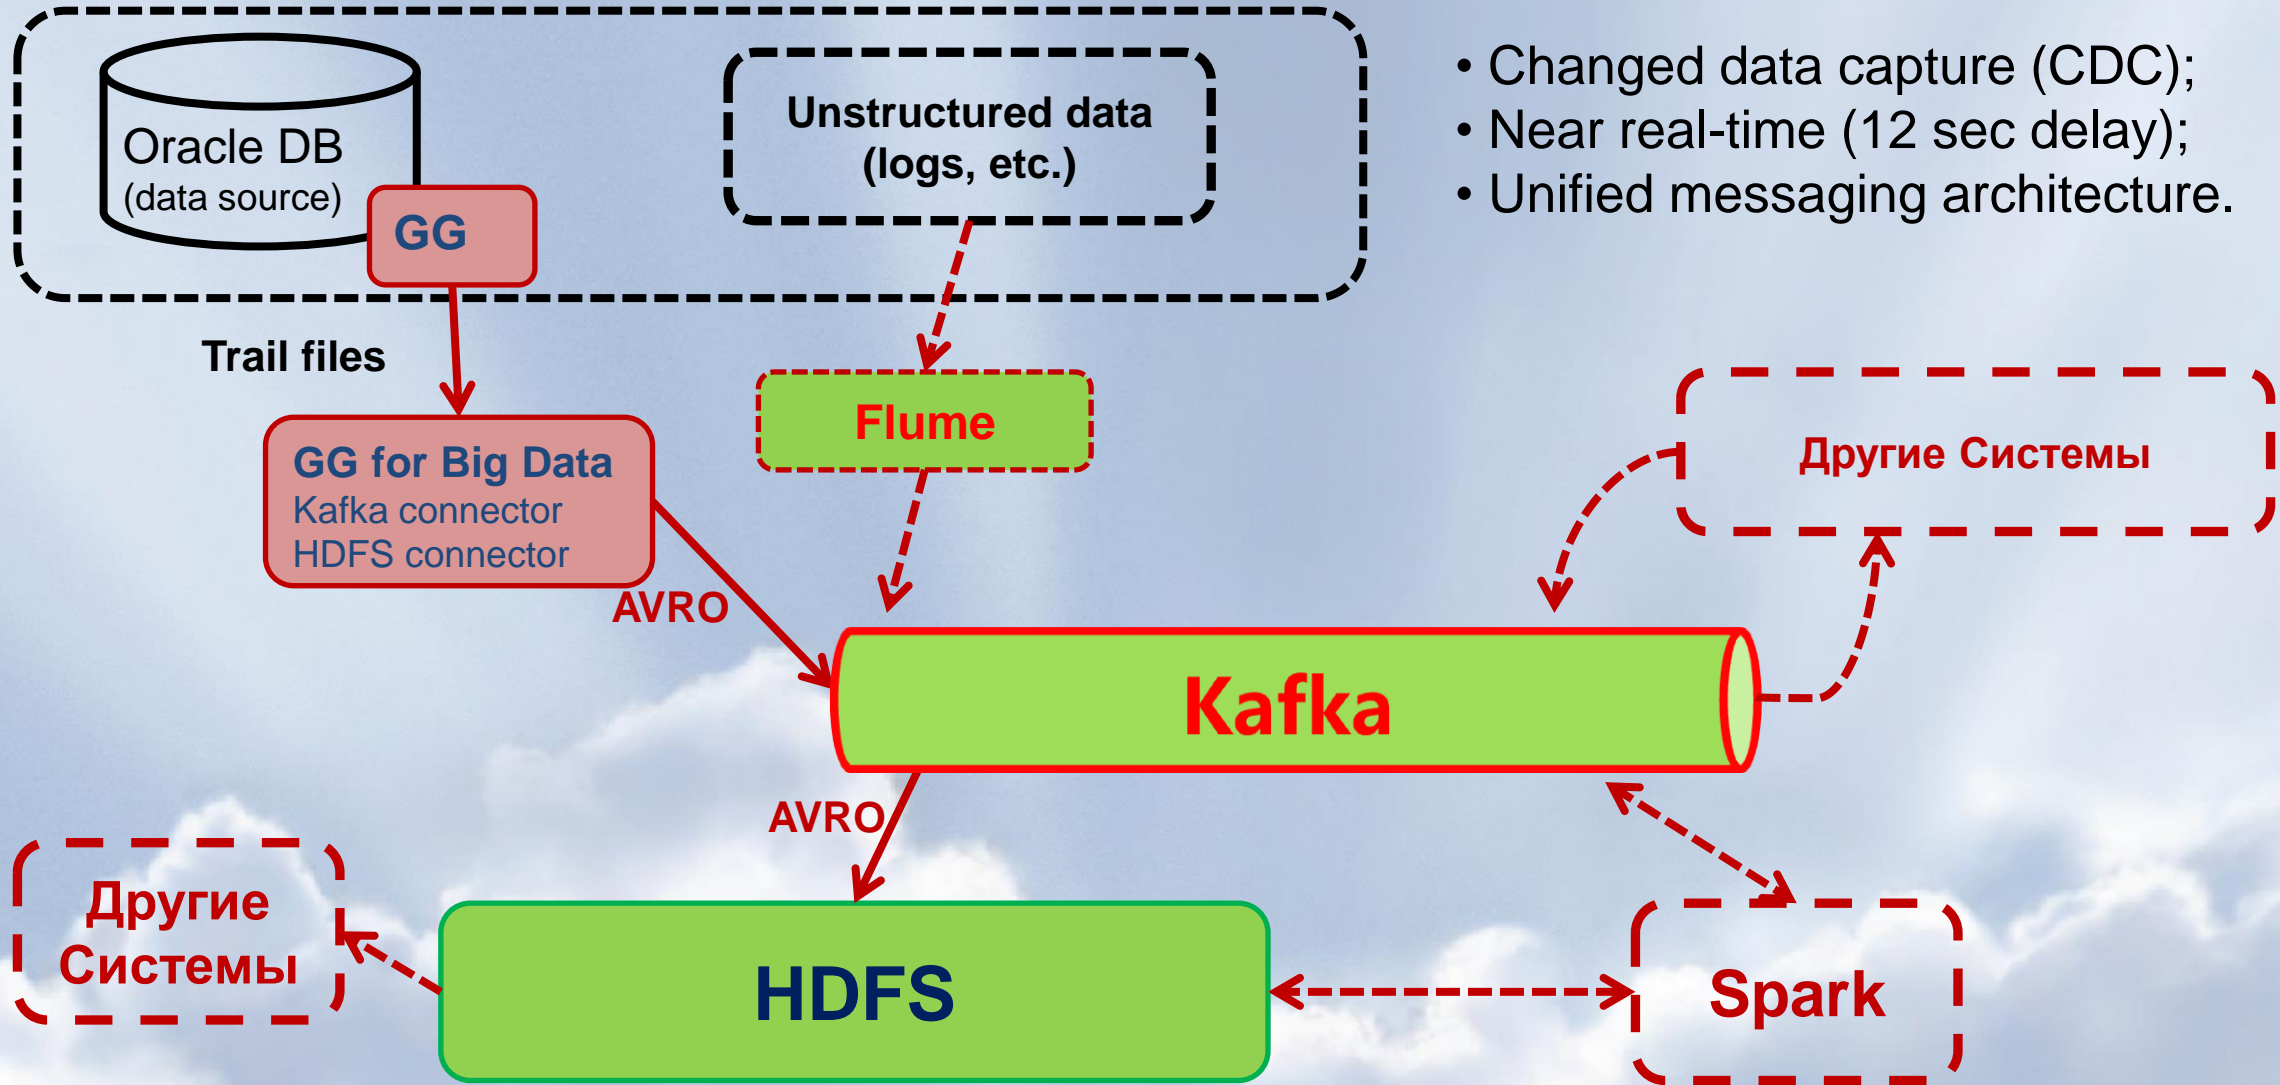 Oracle DB
(data source)
GG
Unstructured data
(logs, etc.)
• Changed data capture (CDC);
• Near real-time (12 sec delay);
• Unified messaging architecture.
Trail files
GG for Big Data
Kafka connector
HDFS connector
Flume
Другие Системы
AVRO
Kafka
AVRO
Другие
Системы
HDFS
Spark